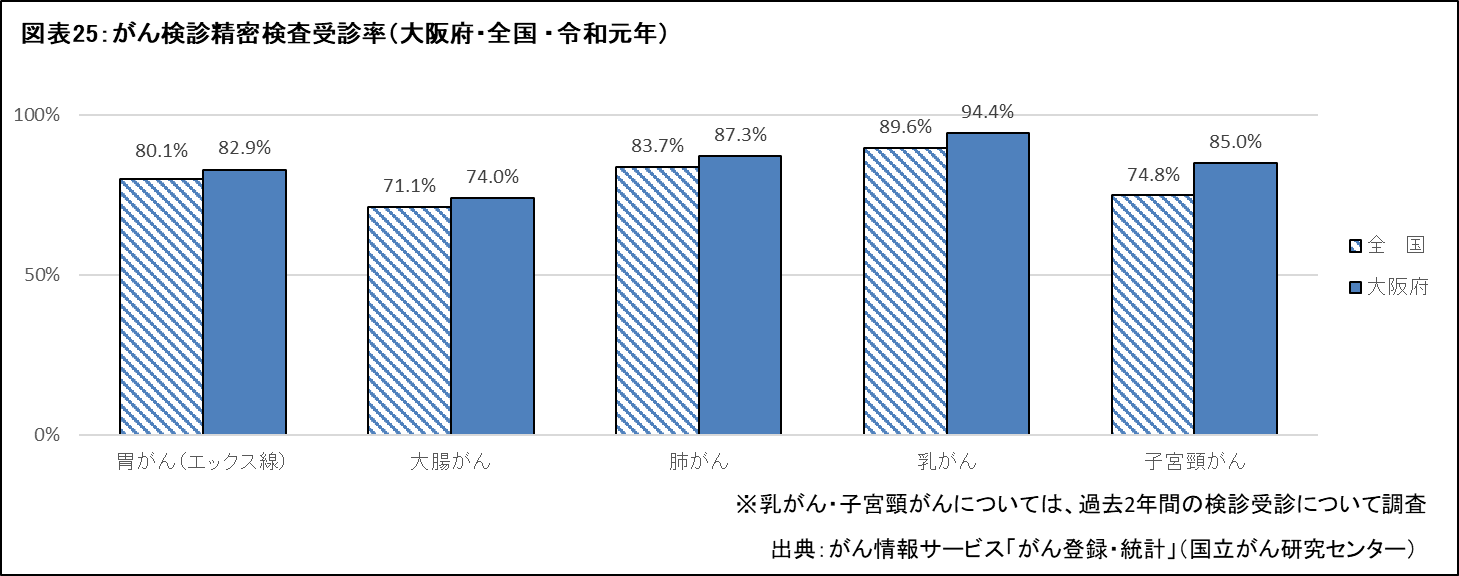 図表25：がん検診精密検査受診率（大阪府・全国・令和元年）
100%
50%
0%
80.1%
82.9%
71.1%
74.0%
83.7%
87.3%
89.6%
94.4%
74.8%
85.0%
胃がん（エックス線）
大腸がん
肺がん
乳がん
子宮頸がん
全　国
大阪府
※乳がん・子宮頸がんについては、過去2年間の検診受診について調査
出典：がん情報サービス「がん登録・統計」（国立がん研究センター）